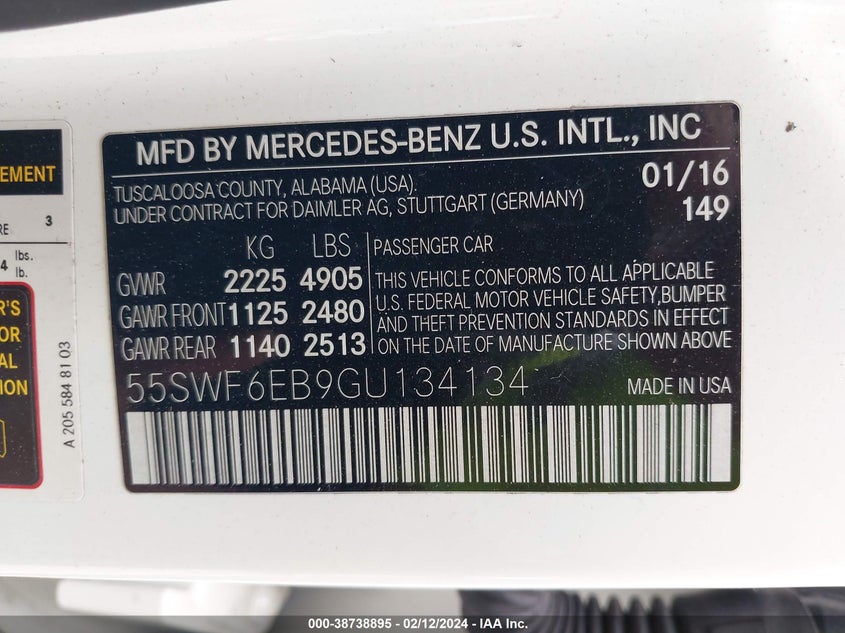 MFD BY MERCEDES-BENZ U.S. INTL., INC
TUSCALOOSA COUNTY, ALABAMA (USA).
UNDER CONTRACT FOR DAIMLER AG, STUTTGART (GERMANY)
01/16
149
KG LBS
GVWR 2225 4905
GAWR FRONT 1125 2480
GAWR REAR 1140 2513
PASSENGER CAR
THIS VEHICLE CONFORMS TO ALL APPLICABLE
U.S. FEDERAL MOTOR VEHICLE SAFETY, BUMPER
AND THEFT PREVENTION STANDARDS IN EFFECT
ON THE DATE OF MANUFACTURE SHOWN ABOVE.
55SWF6EB9GU134134
MADE IN USA
EMENT
RE 3
4 lbs.
lb.
R'S
OR
AL
ION
A 205 584 81 03
000-38738895 - 02/12/2024 - IAA Inc.